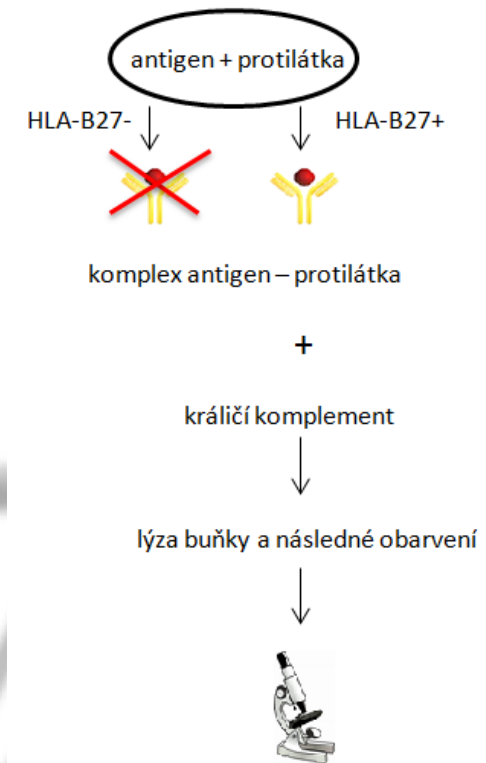 antigen + protilátka
HLA-B27-
HLA-B27+
komplex antigen – protilátka
+
králičí komplement
lýza buňky a následné obarvení